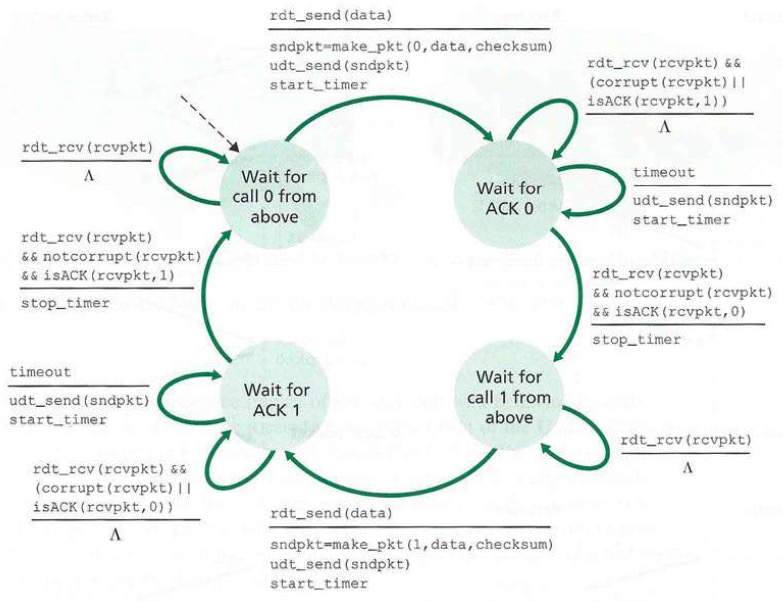 rdt_send(data)
sndpkt=make_pkt(0,data,checksum)
udt_send(sndpkt)
start_timer
rdt_rcv(rcvpkt) &&
(corrupt(rcvpkt)||
isACK(rcvpkt,1))
Λ
rdt_rcv(rcvpkt)
Λ
Wait for
call 0 from
above
Wait for
ACK 0
timeout
udt_send(sndpkt)
start_timer
rdt_rcv(rcvpkt)
&& notcorrupt(rcvpkt)
&& isACK(rcvpkt,1)
stop_timer
rdt_rcv(rcvpkt)
&& notcorrupt(rcvpkt)
&& isACK(rcvpkt,0)
stop_timer
timeout
udt_send(sndpkt)
start_timer
Wait for
ACK 1
Wait for
call 1 from
above
rdt_rcv(rcvpkt)
Λ
rdt_rcv(rcvpkt) &&
(corrupt(rcvpkt)||
isACK(rcvpkt,0))
Λ
rdt_send(data)
sndpkt=make_pkt(1,data,checksum)
udt_send(sndpkt)
start_timer